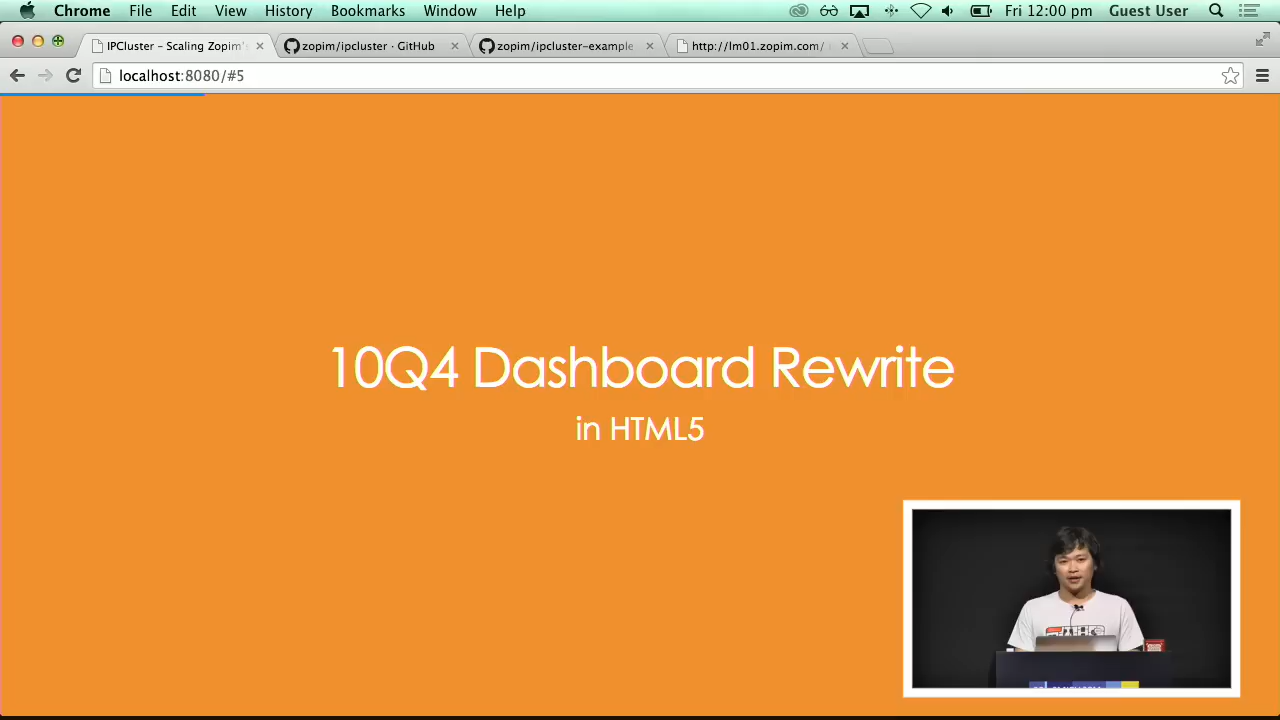 Chrome File Edit View History Bookmarks Window Help Fri 12:00 pm Guest User
IPCluster – Scaling Zopim's zopim/ipcluster · GitHub zopim/ipcluster-example http://lm01.zopim.com/
localhost:8080/#5
10Q4 Dashboard Rewrite
in HTML5